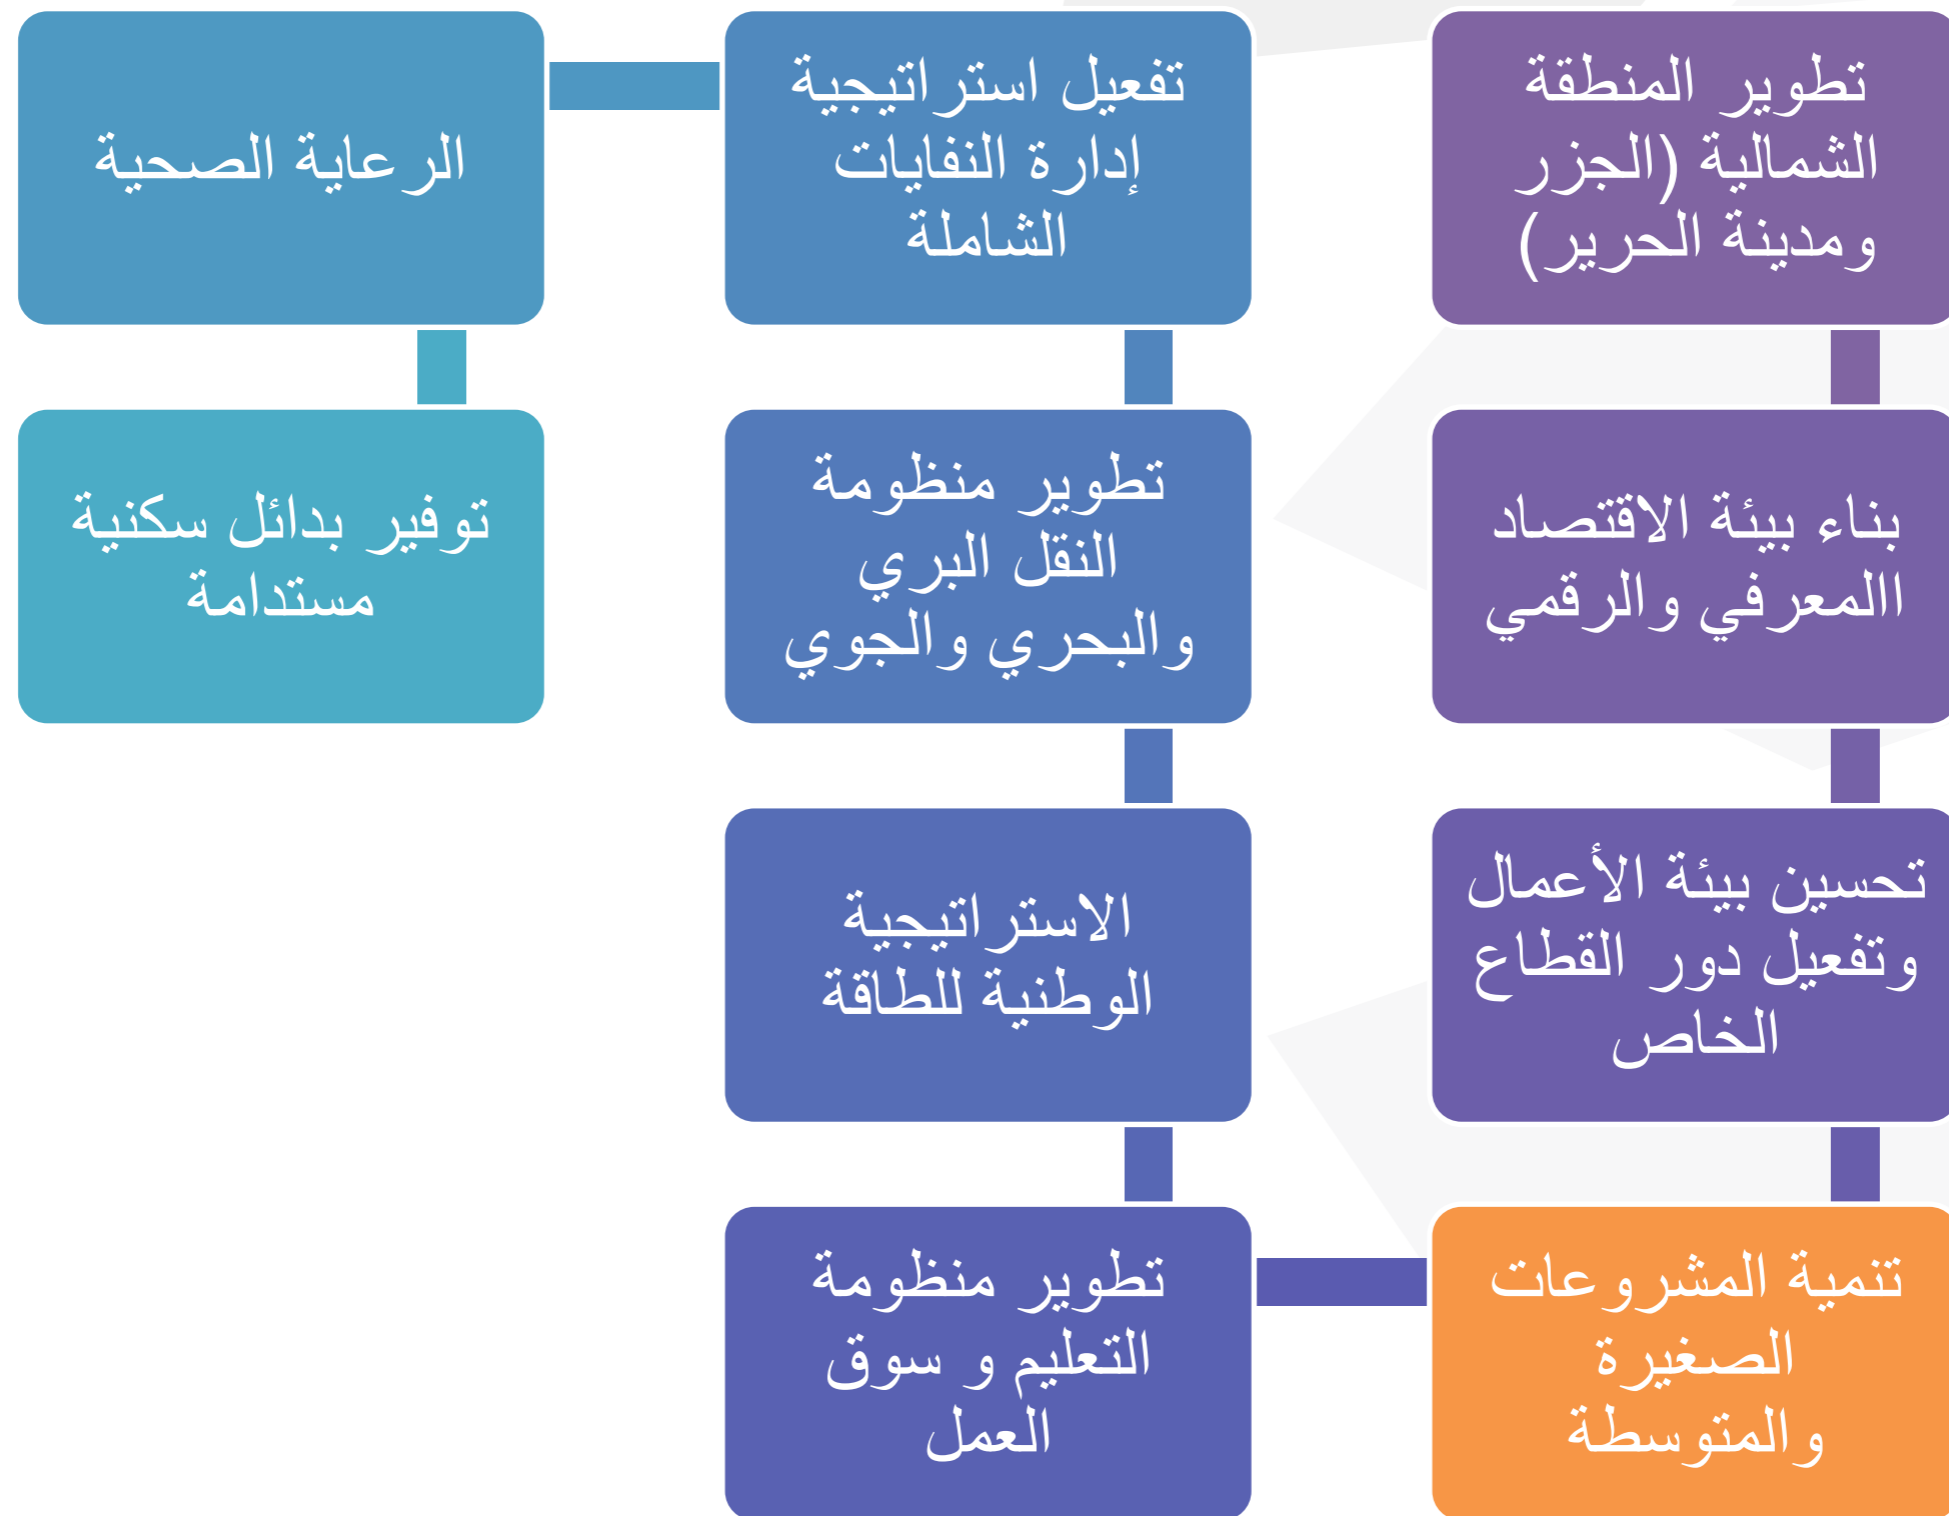 تطوير المنطقة
الشمالية (الجزر
ومدينة الحرير)
بناء بيئة الاقتصاد
االمعرفي والرقمي
تحسين بيئة الأعمال
وتفعيل دور القطاع
الخاص
تنمية المشروعات
الصغيرة
والمتوسطة
تطوير منظومة
التعليم و سوق
العمل
الاستراتيجية
الوطنية للطاقة
تطوير منظومة
النقل البري
والبحري والجوي
تفعيل استراتيجية
إدارة النفايات
الشاملة
الرعاية الصحية
توفير بدائل سكنية
مستدامة